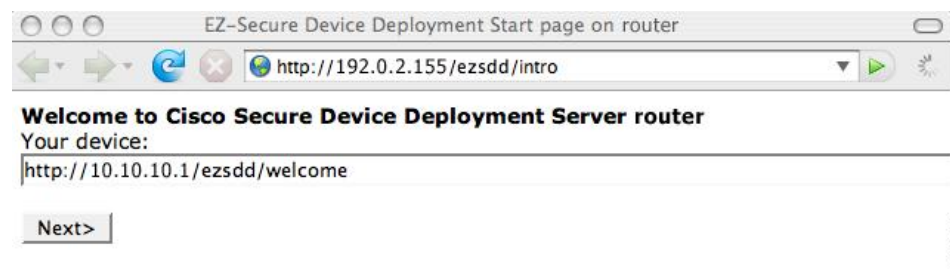 EZ-Secure Device Deployment Start page on router
http://192.0.2.155/ezsdd/intro
Welcome to Cisco Secure Device Deployment Server router
Your device:
http://10.10.10.1/ezsdd/welcome
Next>